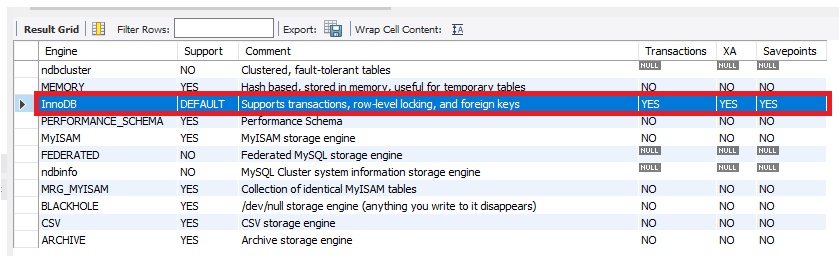 Result Grid Filter Rows: Export: Wrap Cell Content:
Engine Support Comment Transactions XA Savepoints
ndbcluster NO Clustered, fault-tolerant tables NULL NULL NULL
MEMORY YES Hash based, stored in memory, useful for temporary tables NO NO NO
InnoDB DEFAULT Supports transactions, row-level locking, and foreign keys YES YES YES
PERFORMANCE_SCHEMA YES Performance Schema NO NO NO
MyISAM YES MyISAM storage engine NO NO NO
FEDERATED NO Federated MySQL storage engine NULL NULL NULL
ndbinfo NO MySQL Cluster system information storage engine NULL NULL NULL
MRG_MYISAM YES Collection of identical MyISAM tables NO NO NO
BLACKHOLE YES /dev/null storage engine (anything you write to it disappears) NO NO NO
CSV YES CSV storage engine NO NO NO
ARCHIVE YES Archive storage engine NO NO NO